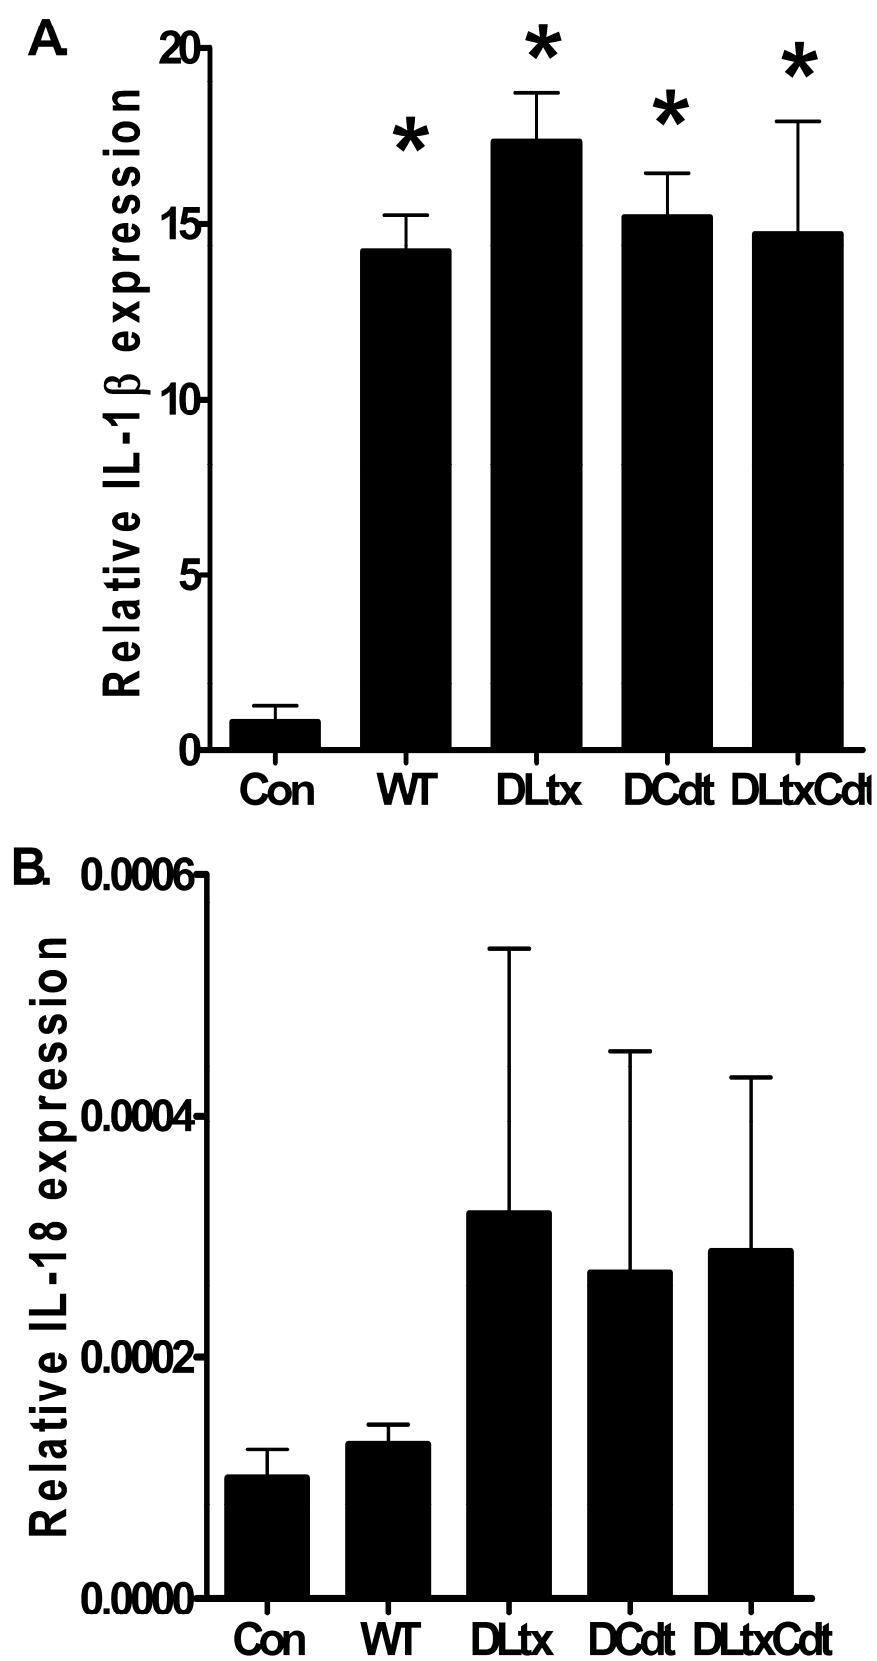 A.
Relative IL-1β expression
20
15
10
5
0
*
*
*
*
Con WT DLtx DCdt DLtxCdt
B.
Relative IL-18 expression
0.0006
0.0004
0.0002
0.0000
Con WT DLtx DCdt DLtxCdt